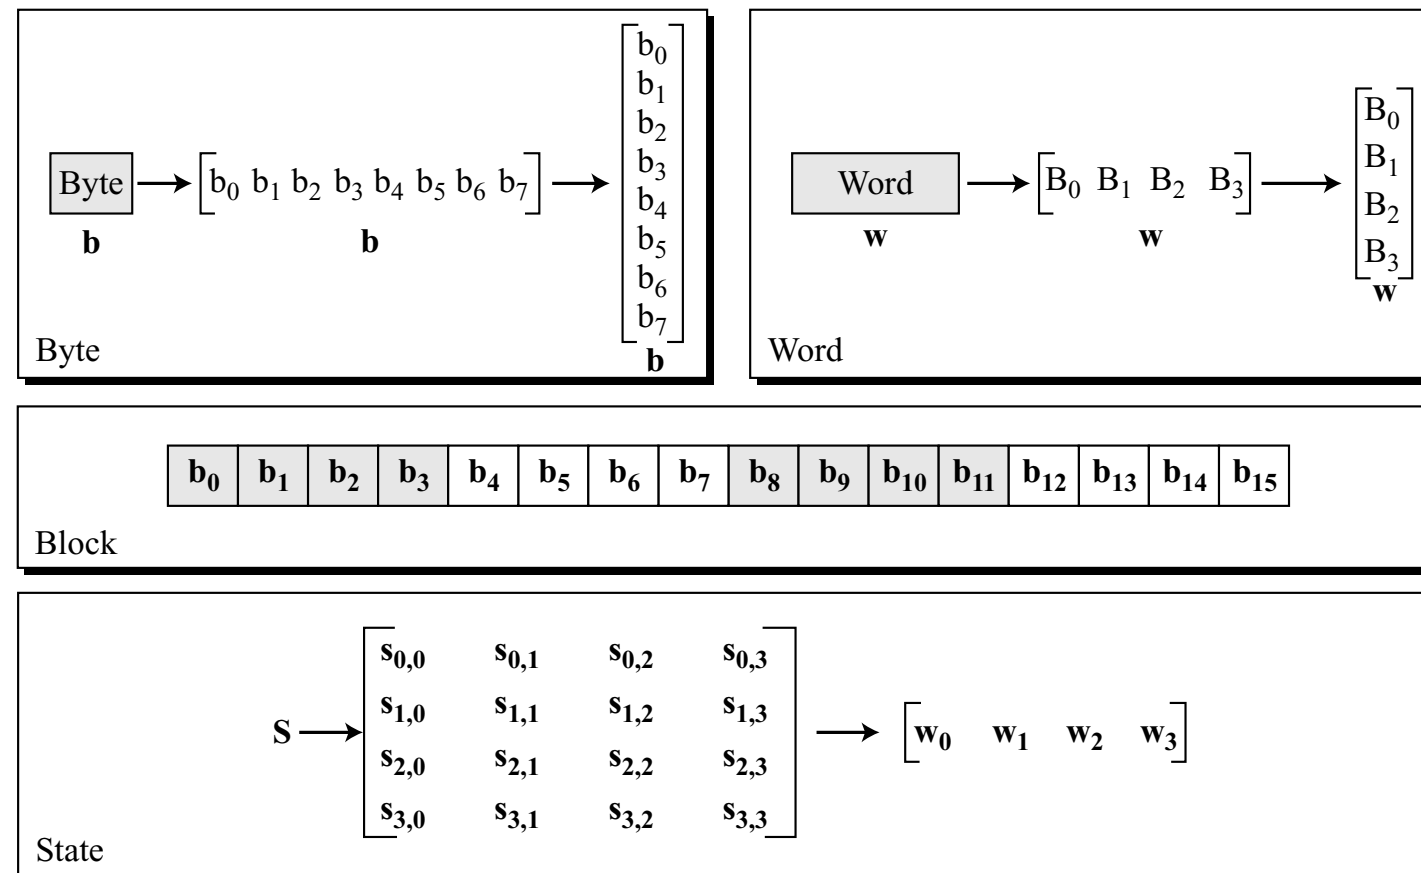 Byte
b
b0 b1 b2 b3 b4 b5 b6 b7
b
b0
b1
b2
b3
b4
b5
b6
b7
b
Byte
Word
w
B0 B1 B2 B3
w
B0
B1
B2
B3
w
Word
b0 b1 b2 b3 b4 b5 b6 b7 b8 b9 b10 b11 b12 b13 b14 b15
Block
S
s0,0 s0,1 s0,2 s0,3
s1,0 s1,1 s1,2 s1,3
s2,0 s2,1 s2,2 s2,3
s3,0 s3,1 s3,2 s3,3
w0 w1 w2 w3
State